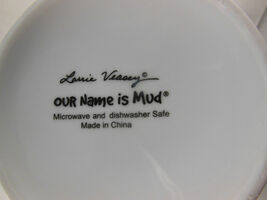 Lorrie Veasey©
our Name is Mud®
Microwave and dishwasher Safe
Made in China